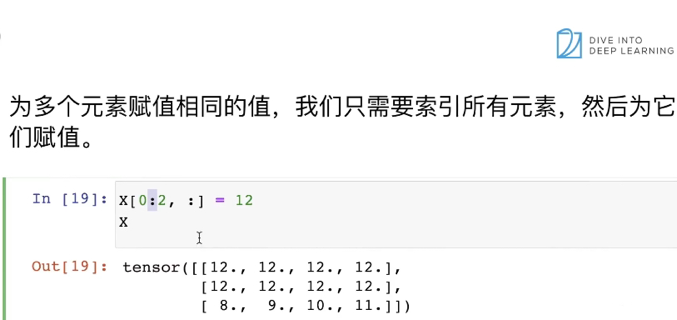 DIVE INTO
DEEP LEARNING
为多个元素赋值相同的值，我们只需要索引所有元素，然后为它
们赋值。
In [19]: X[0:2, :] = 12
X
Out[19]: tensor([[12., 12., 12., 12.],
[12., 12., 12., 12.],
[ 8., 9., 10., 11.]])